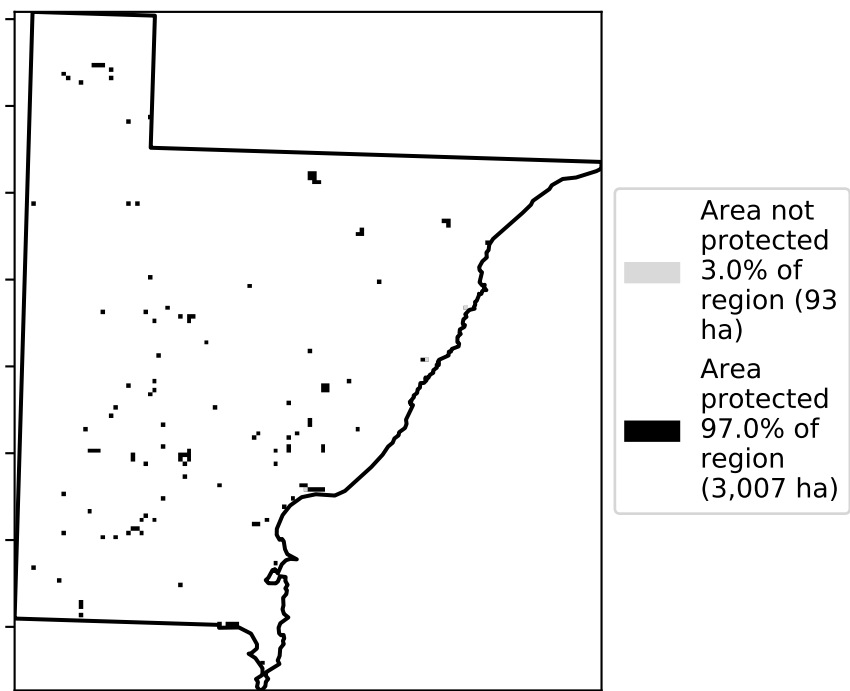 Area not
protected
3.0% of
region (93
ha)
Area
protected
97.0% of
region
(3,007 ha)